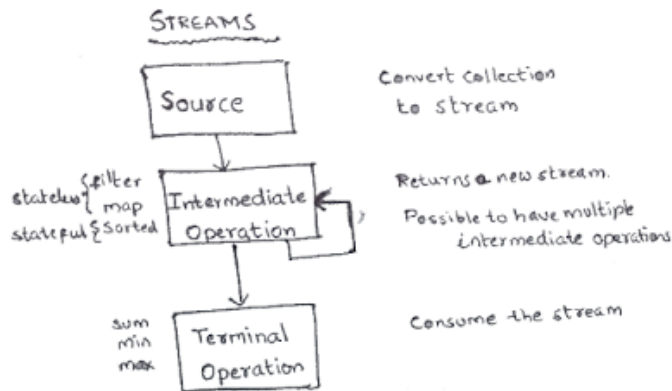 STREAMS
Source
Convert collection
to stream
stateless { filter
map
stateful { sorted
Intermediate
Operation
Returns a new stream.
Possible to have multiple
intermediate operations
sum
min
max
Terminal
Operation
Consume the stream